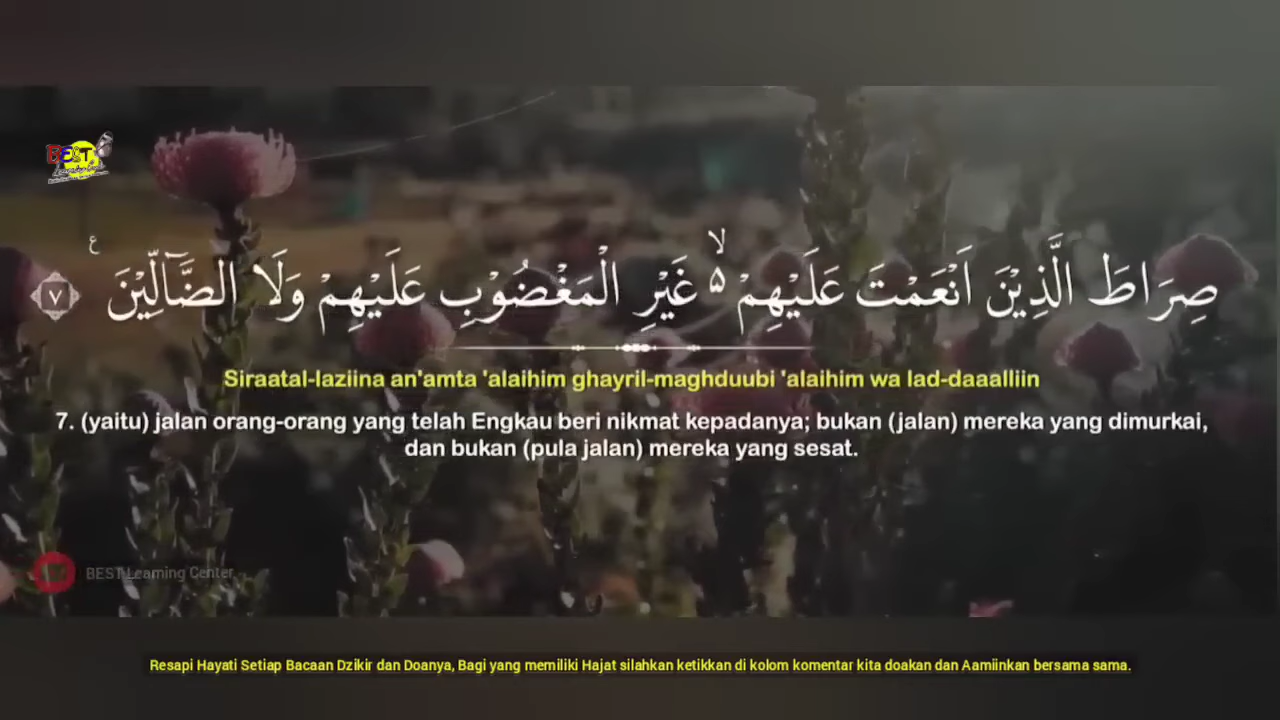 BEST
صِرَاطَ الَّذِيْنَ اَنْعَمْتَ عَلَيْهِمْ ەۙ غَيْرِ الْمَغْضُوْبِ عَلَيْهِمْ وَلَا الضَّاۤلِّيْنَ ࣖ ٧
Siraatal-laziina an'amta 'alaihim ghayril-maghduubi 'alaihim wa lad-daaalliin
7. (yaitu) jalan orang-orang yang telah Engkau beri nikmat kepadanya; bukan (jalan) mereka yang dimurkai,
dan bukan (pula jalan) mereka yang sesat.
BEST Learning Center
Resapi Hayati Setiap Bacaan Dzikir dan Doanya, Bagi yang memiliki Hajat silahkan ketikkan di kolom komentar kita doakan dan Aamiinkan bersama sama.